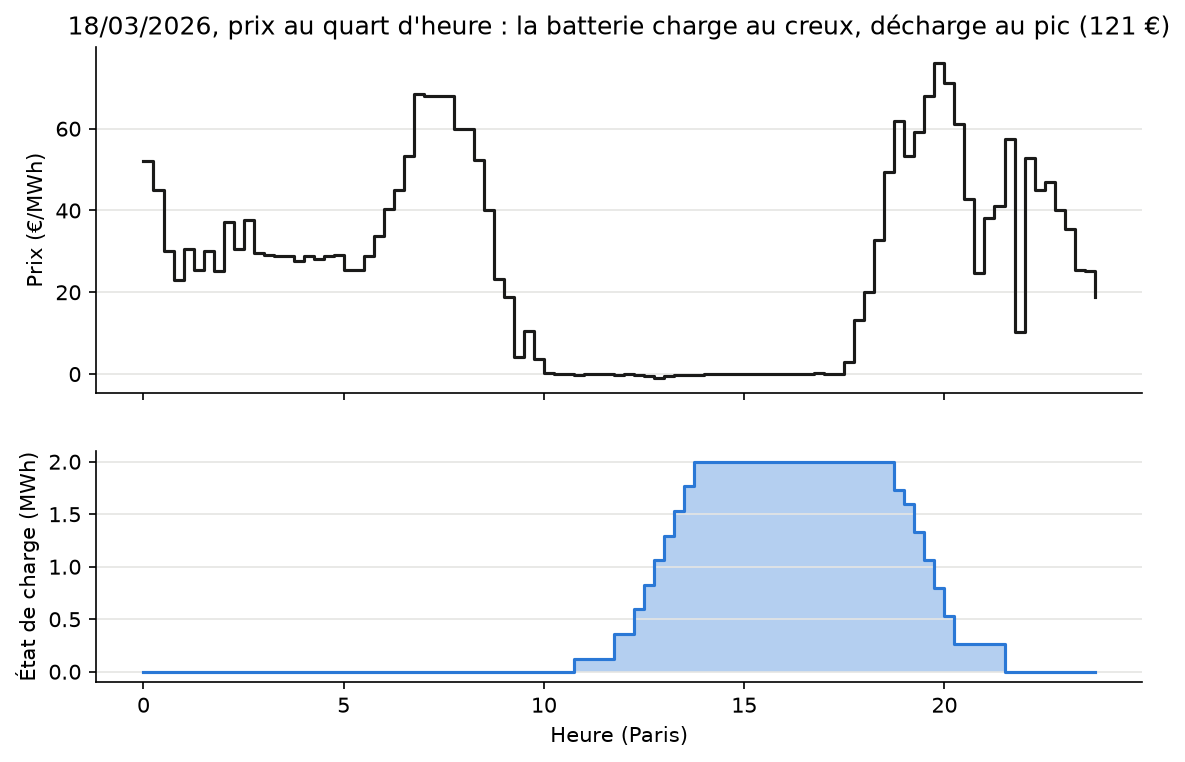 18/03/2026, prix au quart d'heure : la batterie charge au creux, décharge au pic (121 €)
Prix (€/MWh)
60
40
20
0
État de charge (MWh)
2.0
1.5
1.0
0.5
0.0
0 5 10 15 20
Heure (Paris)